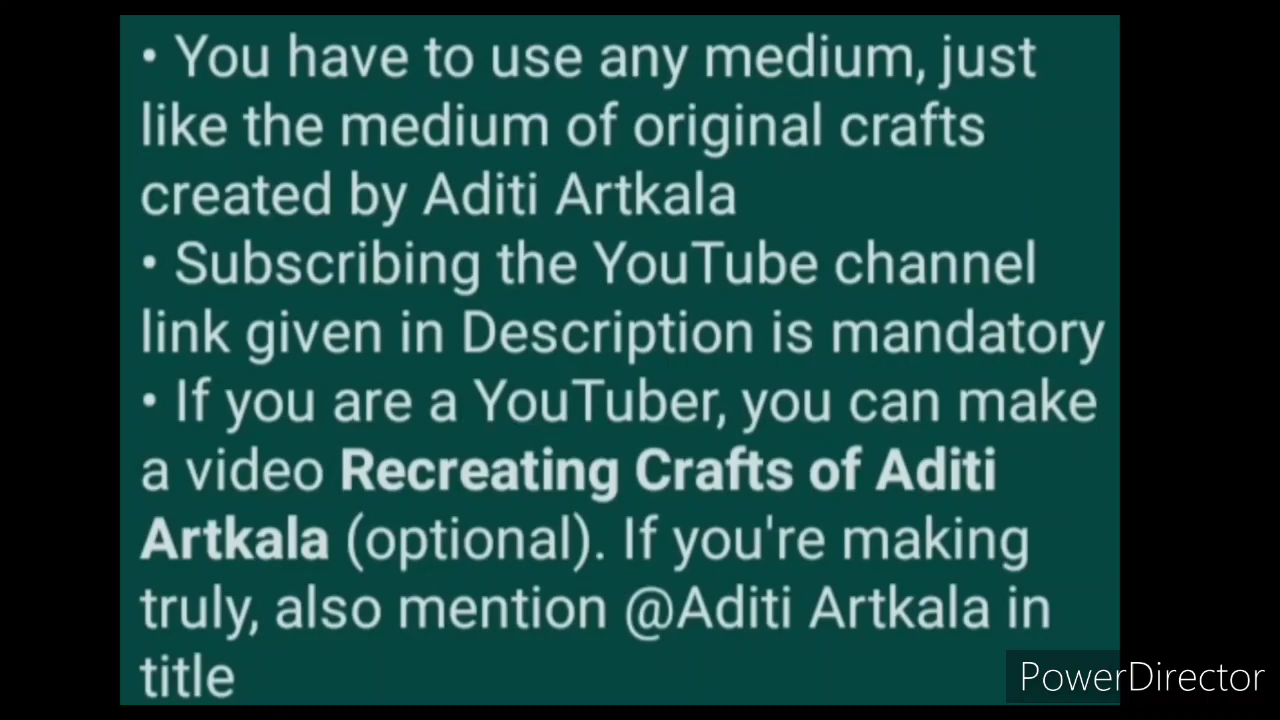 • You have to use any medium, just
like the medium of original crafts
created by Aditi Artkala
• Subscribing the YouTube channel
link given in Description is mandatory
• If you are a YouTuber, you can make
a video Recreating Crafts of Aditi
Artkala (optional). If you're making
truly, also mention @Aditi Artkala in
title
PowerDirector